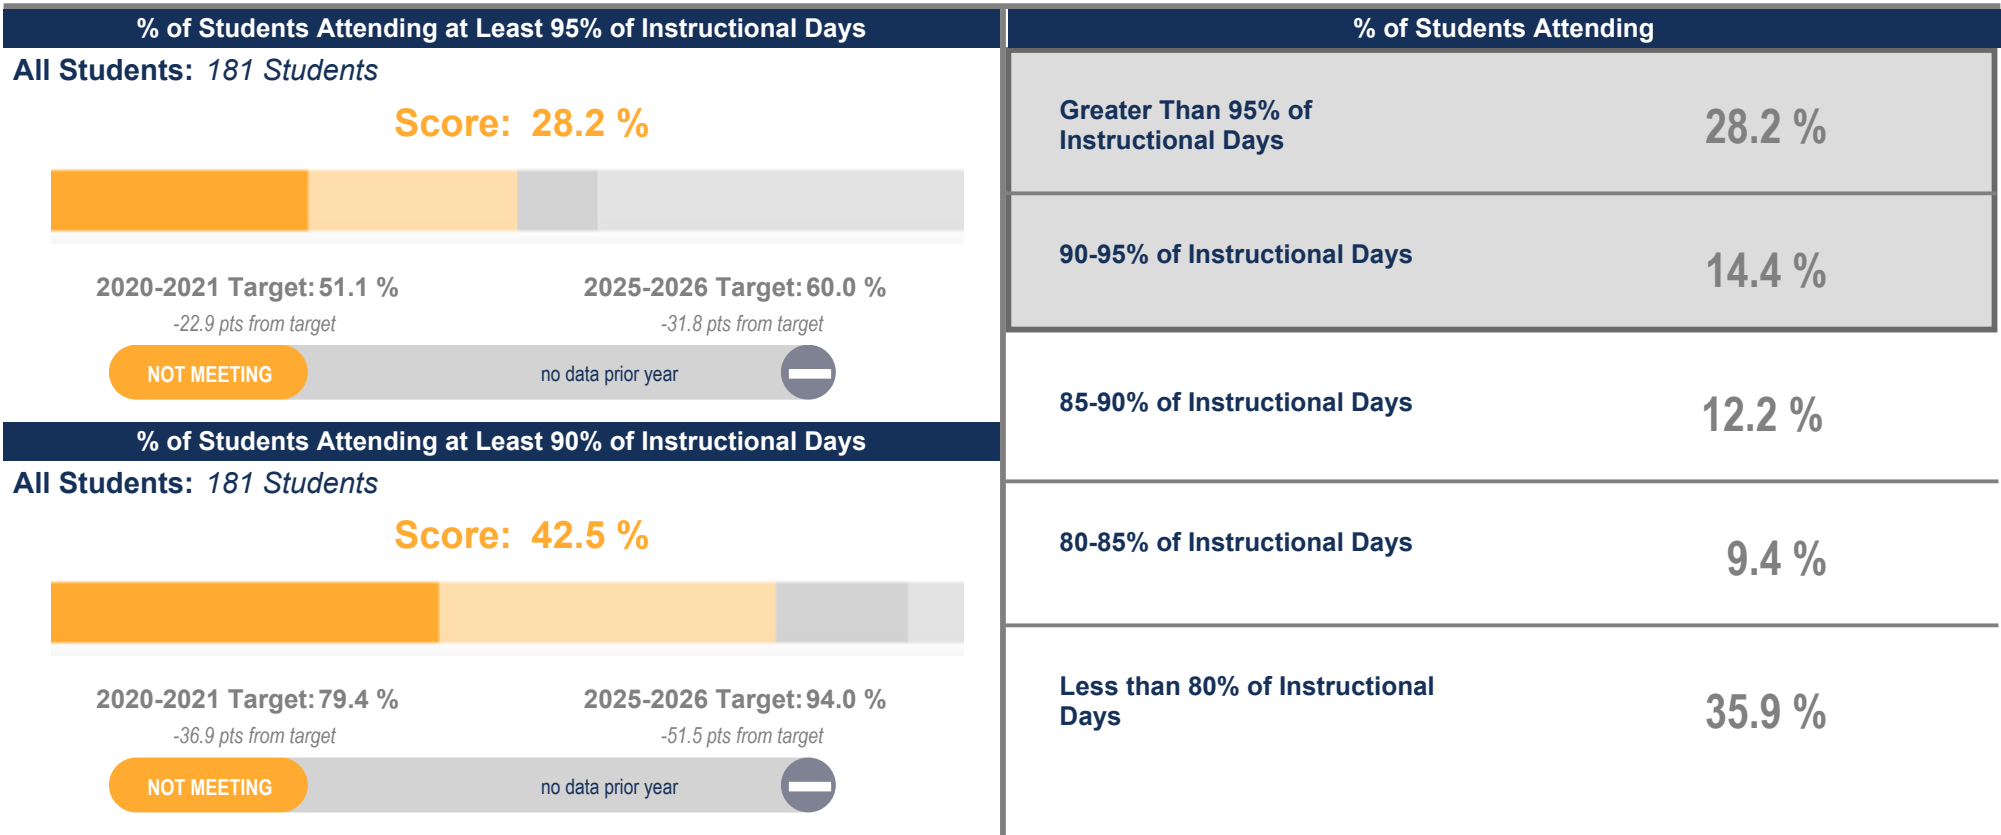 % of Students Attending at Least 95% of Instructional Days
All Students: 181 Students
Score: 28.2 %
2020-2021 Target: 51.1 %
-22.9 pts from target
2025-2026 Target: 60.0 %
-31.8 pts from target
NOT MEETING
no data prior year
% of Students Attending at Least 90% of Instructional Days
All Students: 181 Students
Score: 42.5 %
2020-2021 Target: 79.4 %
-36.9 pts from target
2025-2026 Target: 94.0 %
-51.5 pts from target
NOT MEETING
no data prior year
% of Students Attending
Greater Than 95% of
Instructional Days
28.2 %
90-95% of Instructional Days
14.4 %
85-90% of Instructional Days
12.2 %
80-85% of Instructional Days
9.4 %
Less than 80% of Instructional
Days
35.9 %